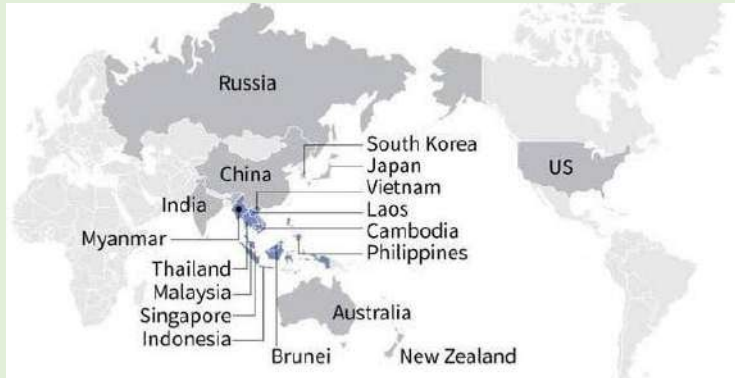 Russia
South Korea
Japan
China
Vietnam
US
India
Laos
Cambodia
Myanmar
Philippines
Thailand
Malaysia
Singapore
Australia
Indonesia
Brunei
New Zealand